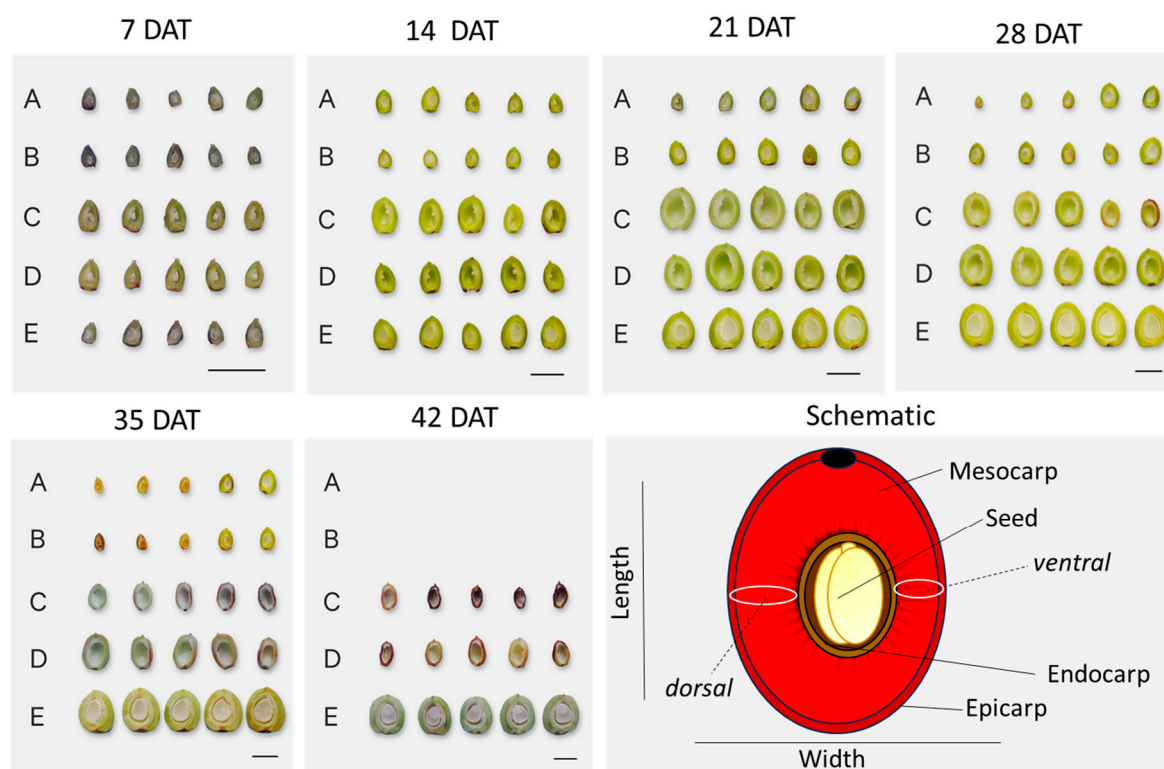 7 DAT
A
B
C
D
E
14 DAT
A
B
C
D
E
21 DAT
A
B
C
D
E
28 DAT
A
B
C
D
E
35 DAT
A
B
C
D
E
42 DAT
A
B
C
D
E
Schematic
Mesocarp
Seed
ventral
Length
dorsal
Endocarp
Epicarp
Width